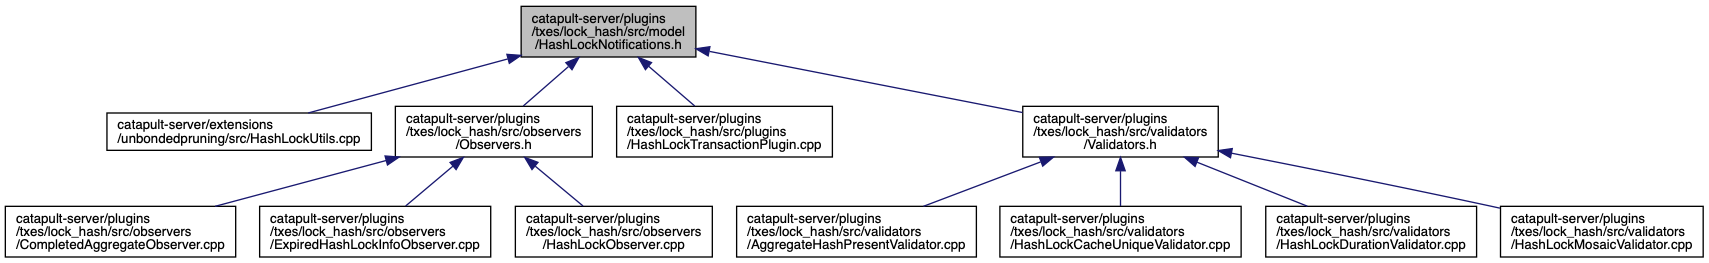 catapult-server/plugins
/txes/lock_hash/src/model
/HashLockNotifications.h
catapult-server/extensions
/unbondedpruning/src/HashLockUtils.cpp
catapult-server/plugins
/txes/lock_hash/src/observers
/Observers.h
catapult-server/plugins
/txes/lock_hash/src/plugins
/HashLockTransactionPlugin.cpp
catapult-server/plugins
/txes/lock_hash/src/validators
/Validators.h
catapult-server/plugins
/txes/lock_hash/src/observers
/CompletedAggregateObserver.cpp
catapult-server/plugins
/txes/lock_hash/src/observers
/ExpiredHashLockInfoObserver.cpp
catapult-server/plugins
/txes/lock_hash/src/observers
/HashLockObserver.cpp
catapult-server/plugins
/txes/lock_hash/src/validators
/AggregateHashPresentValidator.cpp
catapult-server/plugins
/txes/lock_hash/src/validators
/HashLockCacheUniqueValidator.cpp
catapult-server/plugins
/txes/lock_hash/src/validators
/HashLockDurationValidator.cpp
catapult-server/plugins
/txes/lock_hash/src/validators
/HashLockMosaicValidator.cpp